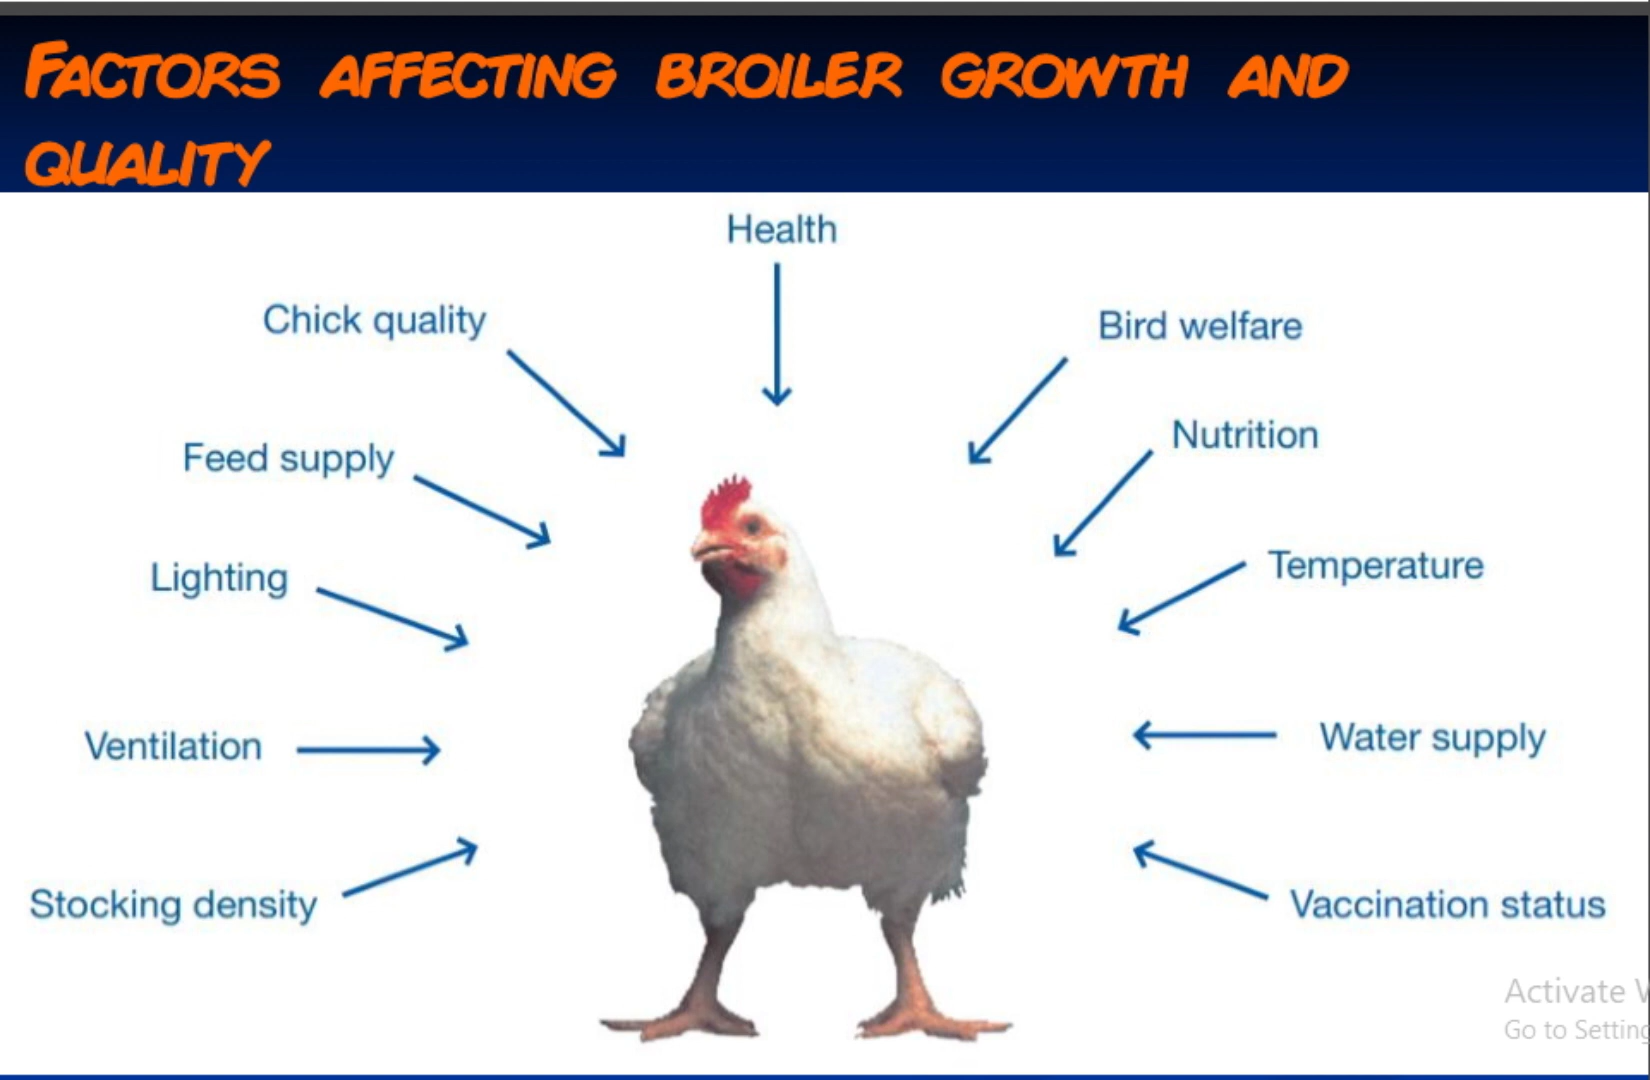 Factors affecting broiler growth and
quality
Health
Chick quality
Bird welfare
Nutrition
Feed supply
Temperature
Lighting
Water supply
Ventilation
Stocking density
Vaccination status
Activate
Go to Setting